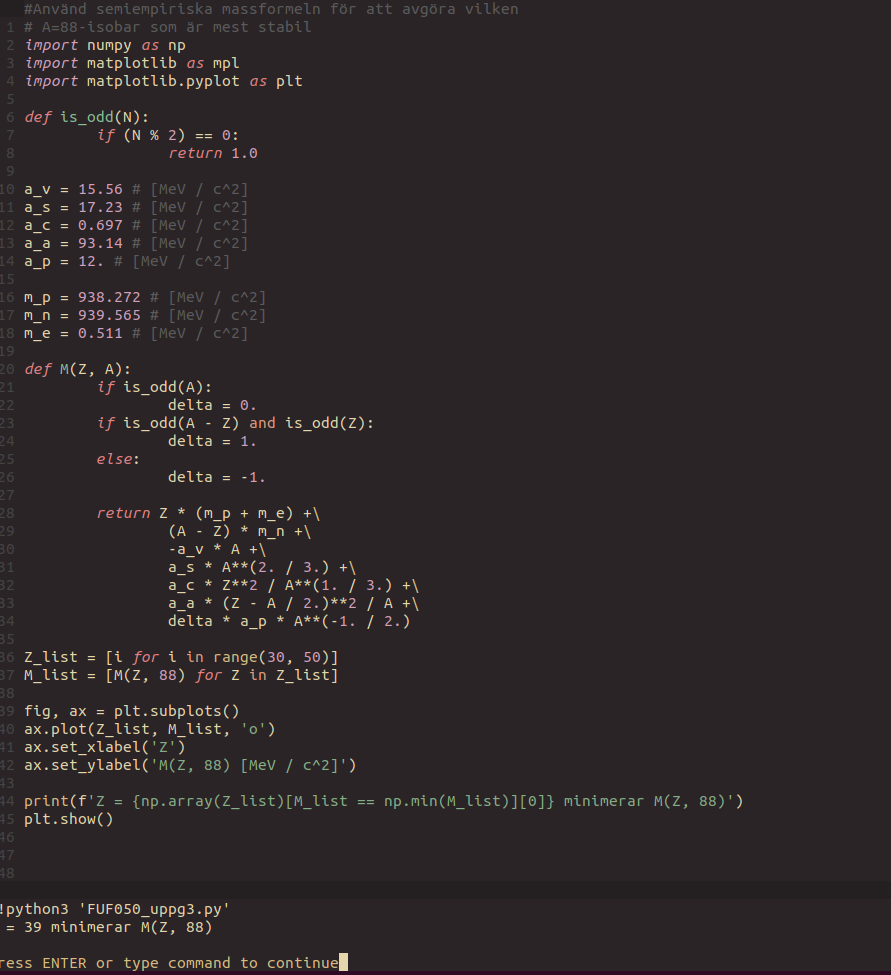 #Använd semiempiriska massformeln för att avgöra vilken
1 # A=88-isobar som är mest stabil
2 import numpy as np
3 import matplotlib as mpl
4 import matplotlib.pyplot as plt
5
6 def is_odd(N):
7 if (N % 2) == 0:
8 return 1.0
9
10 a_v = 15.56 # [MeV / c^2]
11 a_s = 17.23 # [MeV / c^2]
12 a_c = 0.697 # [MeV / c^2]
13 a_a = 93.14 # [MeV / c^2]
14 a_p = 12. # [MeV / c^2]
15
16 m_p = 938.272 # [MeV / c^2]
17 m_n = 939.565 # [MeV / c^2]
18 m_e = 0.511 # [MeV / c^2]
19
20 def M(Z, A):
21 if is_odd(A):
22 delta = 0.
23 if is_odd(A - Z) and is_odd(Z):
24 delta = 1.
25 else:
26 delta = -1.
27
28 return Z * (m_p + m_e) +\
29 (A - Z) * m_n +\
30 -a_v * A +\
31 a_s * A**(2. / 3.) +\
32 a_c * Z**2 / A**(1. / 3.) +\
33 a_a * (Z - A / 2.)**2 / A +\
34 delta * a_p * A**(-1. / 2.)
35
36 Z_list = [i for i in range(30, 50)]
37 M_list = [M(Z, 88) for Z in Z_list]
38
39 fig, ax = plt.subplots()
40 ax.plot(Z_list, M_list, 'o')
41 ax.set_xlabel('Z')
42 ax.set_ylabel('M(Z, 88) [MeV / c^2]')
43
44 print(f'Z = {np.array(Z_list)[M_list == np.min(M_list)][0]} minimerar M(Z, 88)')
45 plt.show()
46
47
48
!python3 'FUF050_uppg3.py'
= 39 minimerar M(Z, 88)
ress ENTER or type command to continue